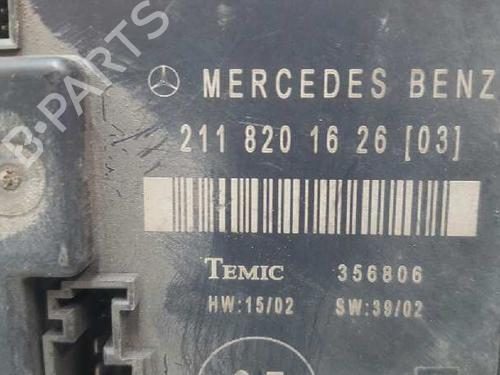 B-PARTS
MERCEDES BENZ
211 820 16 26 [03]
TEMIC 356806
HW:15/02 SW:39/02